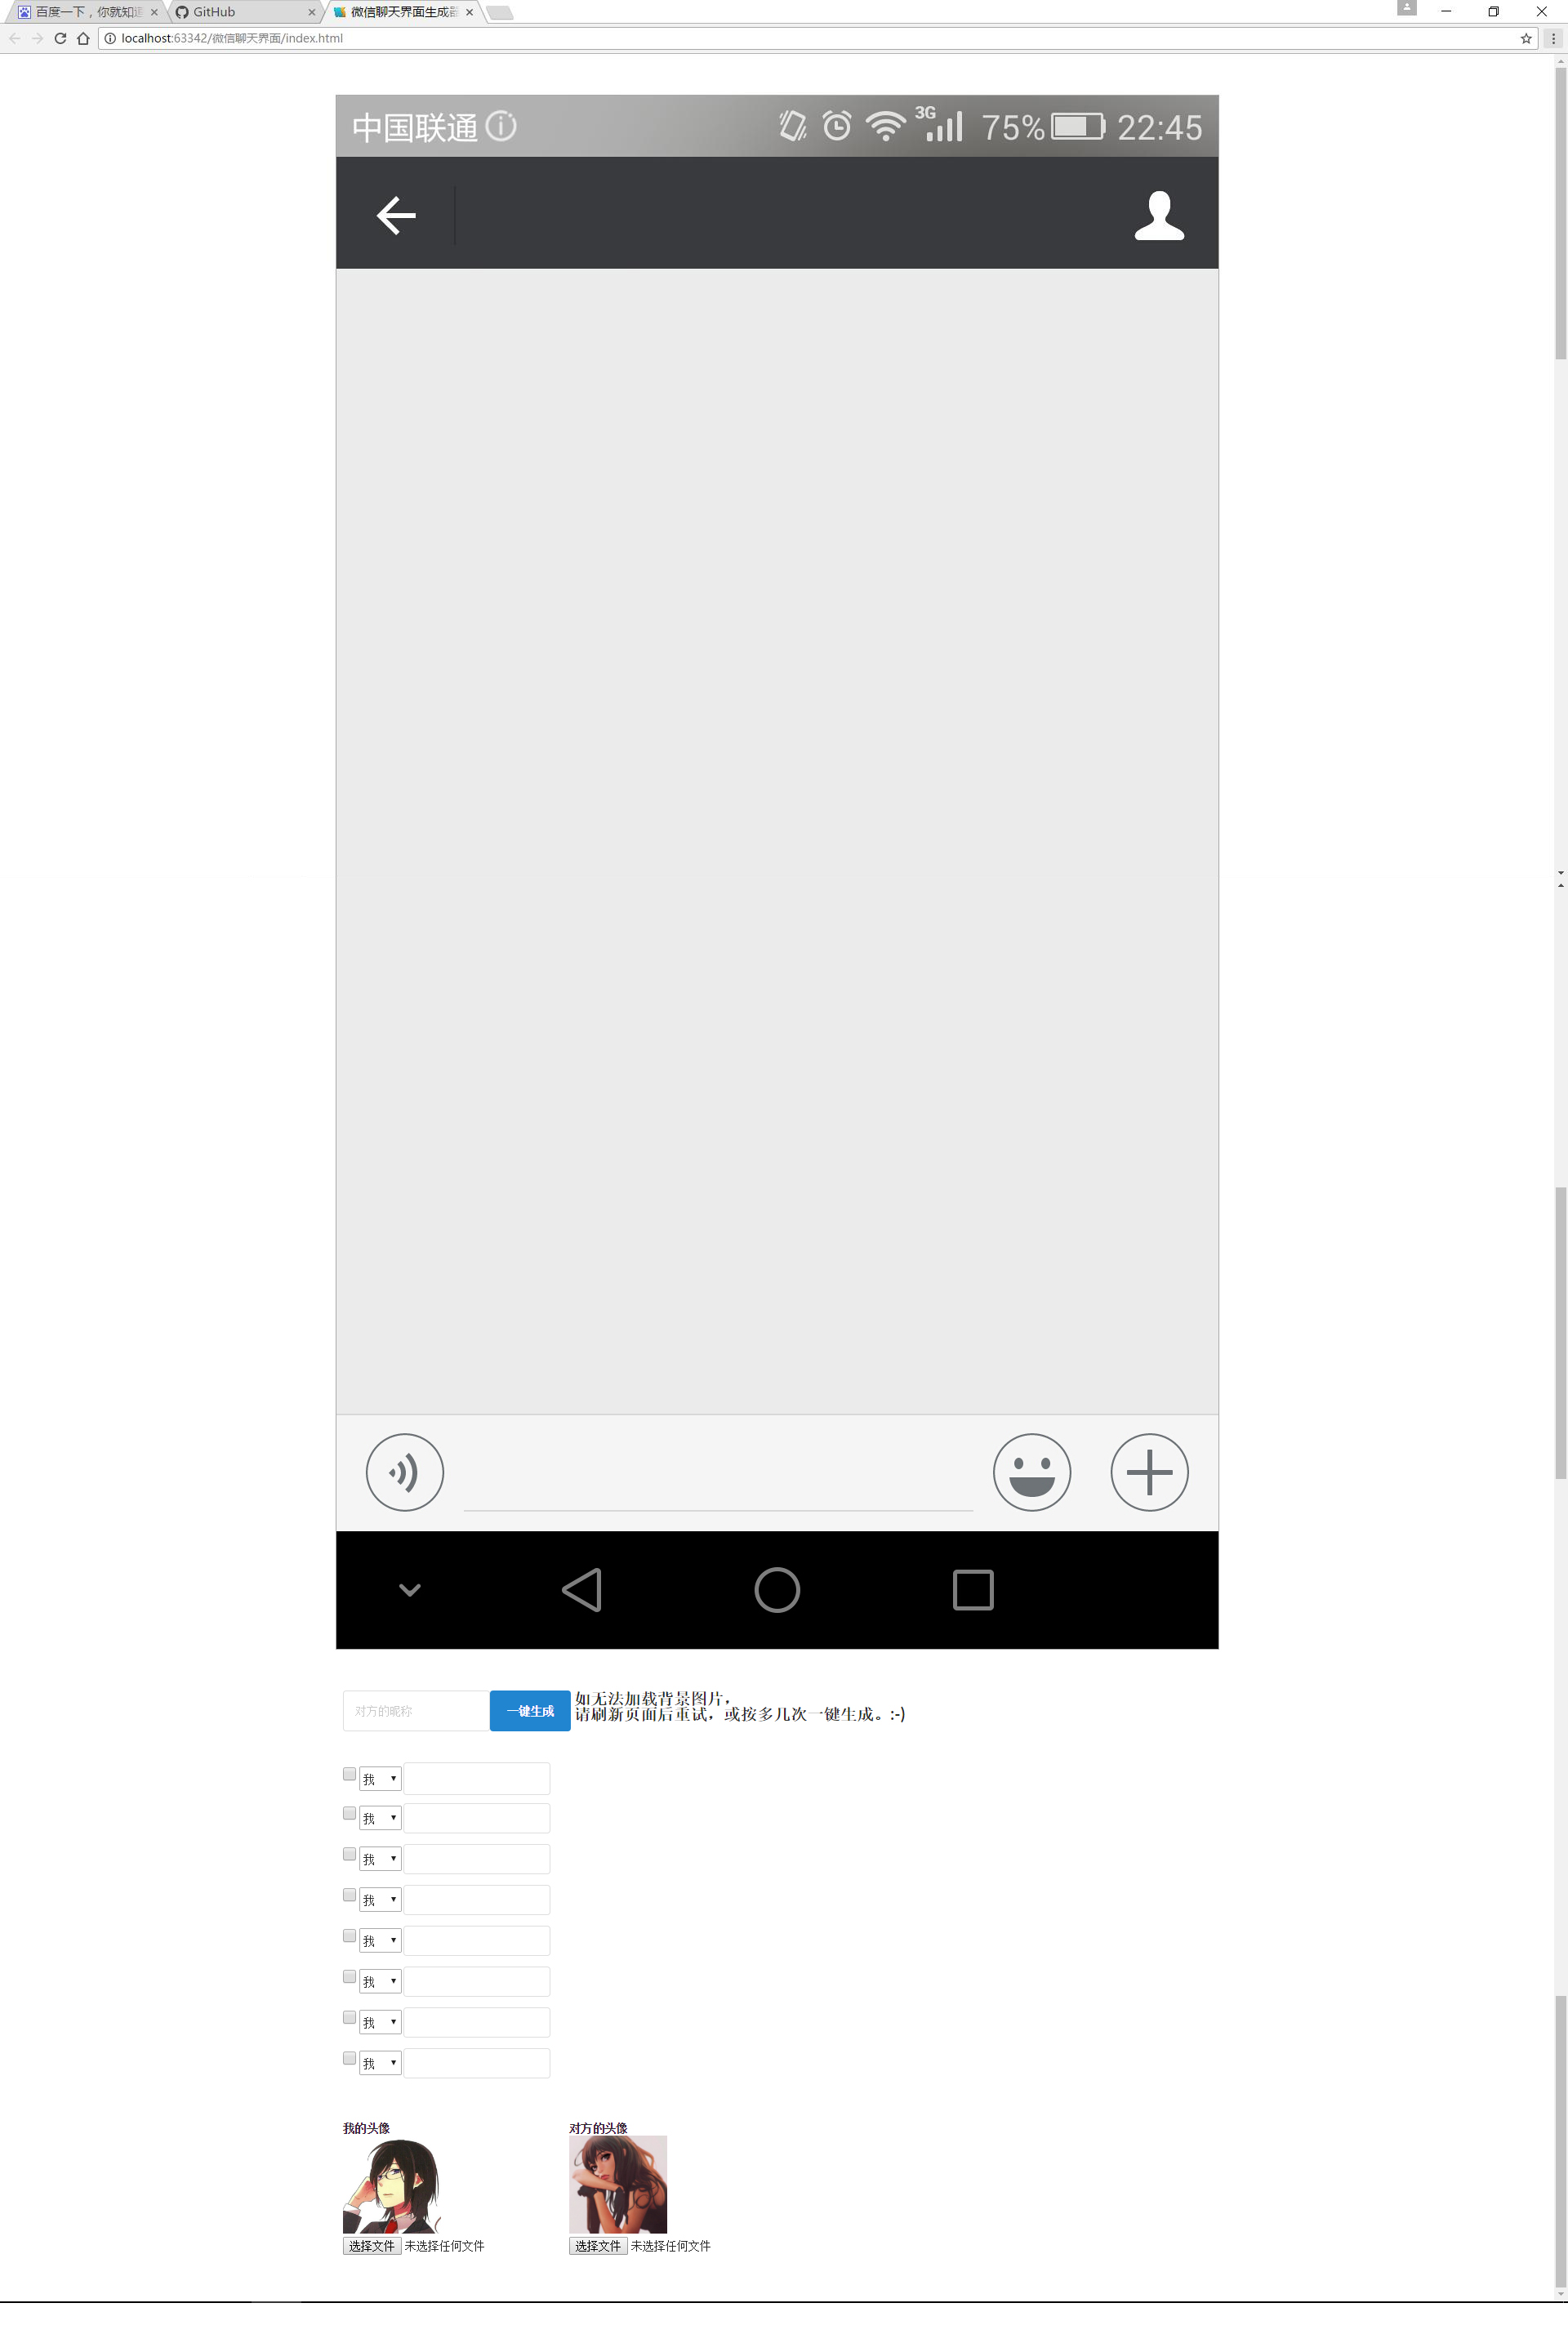 百度一下，你就知道
GitHub
微信聊天界面生成器
localhost:63342/微信聊天界面/index.html
中国联通
3G
75%
22:45
对方的昵称
一键生成
如无法加载背景图片，
请刷新页面后重试，或按多几次一键生成。:-)
我
我
我
我
我
我
我
我
我的头像
对方的头像
选择文件 未选择任何文件
选择文件 未选择任何文件